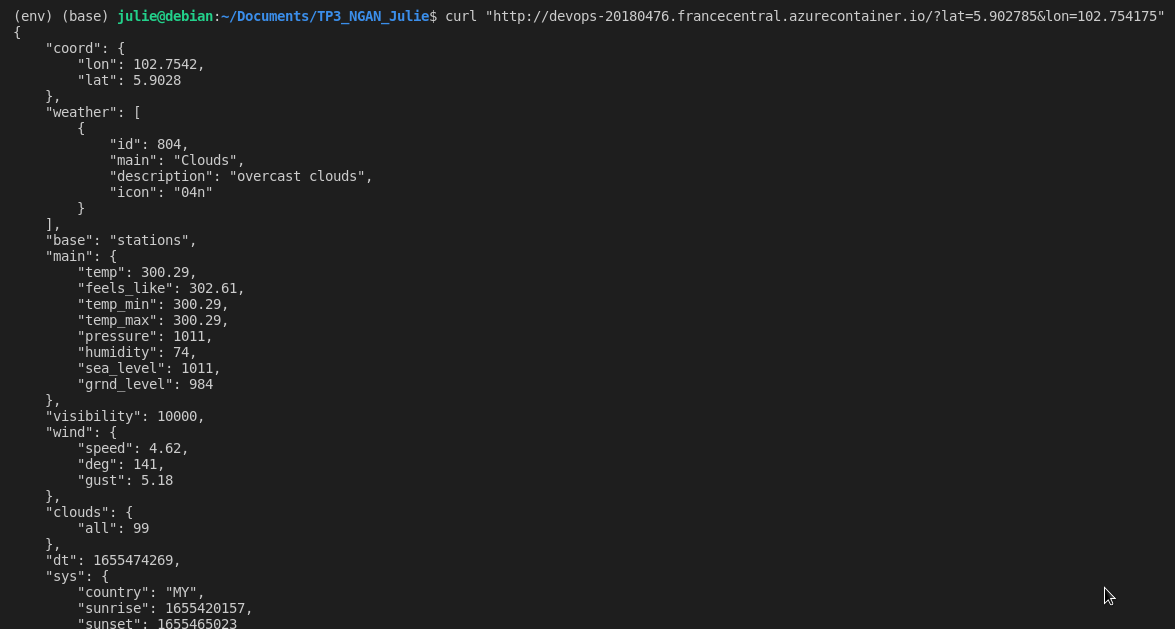 (env) (base) julie@debian:~/Documents/TP3_NGAN_Julie$ curl "http://devops-20180476.francecentral.azurecontainer.io/?lat=5.902785&lon=102.754175"
{
    "coord": {
        "lon": 102.7542,
        "lat": 5.9028
    },
    "weather": [
        {
            "id": 804,
            "main": "Clouds",
            "description": "overcast clouds",
            "icon": "04n"
        }
    ],
    "base": "stations",
    "main": {
        "temp": 300.29,
        "feels_like": 302.61,
        "temp_min": 300.29,
        "temp_max": 300.29,
        "pressure": 1011,
        "humidity": 74,
        "sea_level": 1011,
        "grnd_level": 984
    },
    "visibility": 10000,
    "wind": {
        "speed": 4.62,
        "deg": 141,
        "gust": 5.18
    },
    "clouds": {
        "all": 99
    },
    "dt": 1655474269,
    "sys": {
        "country": "MY",
        "sunrise": 1655420157,
        "sunset": 1655465023